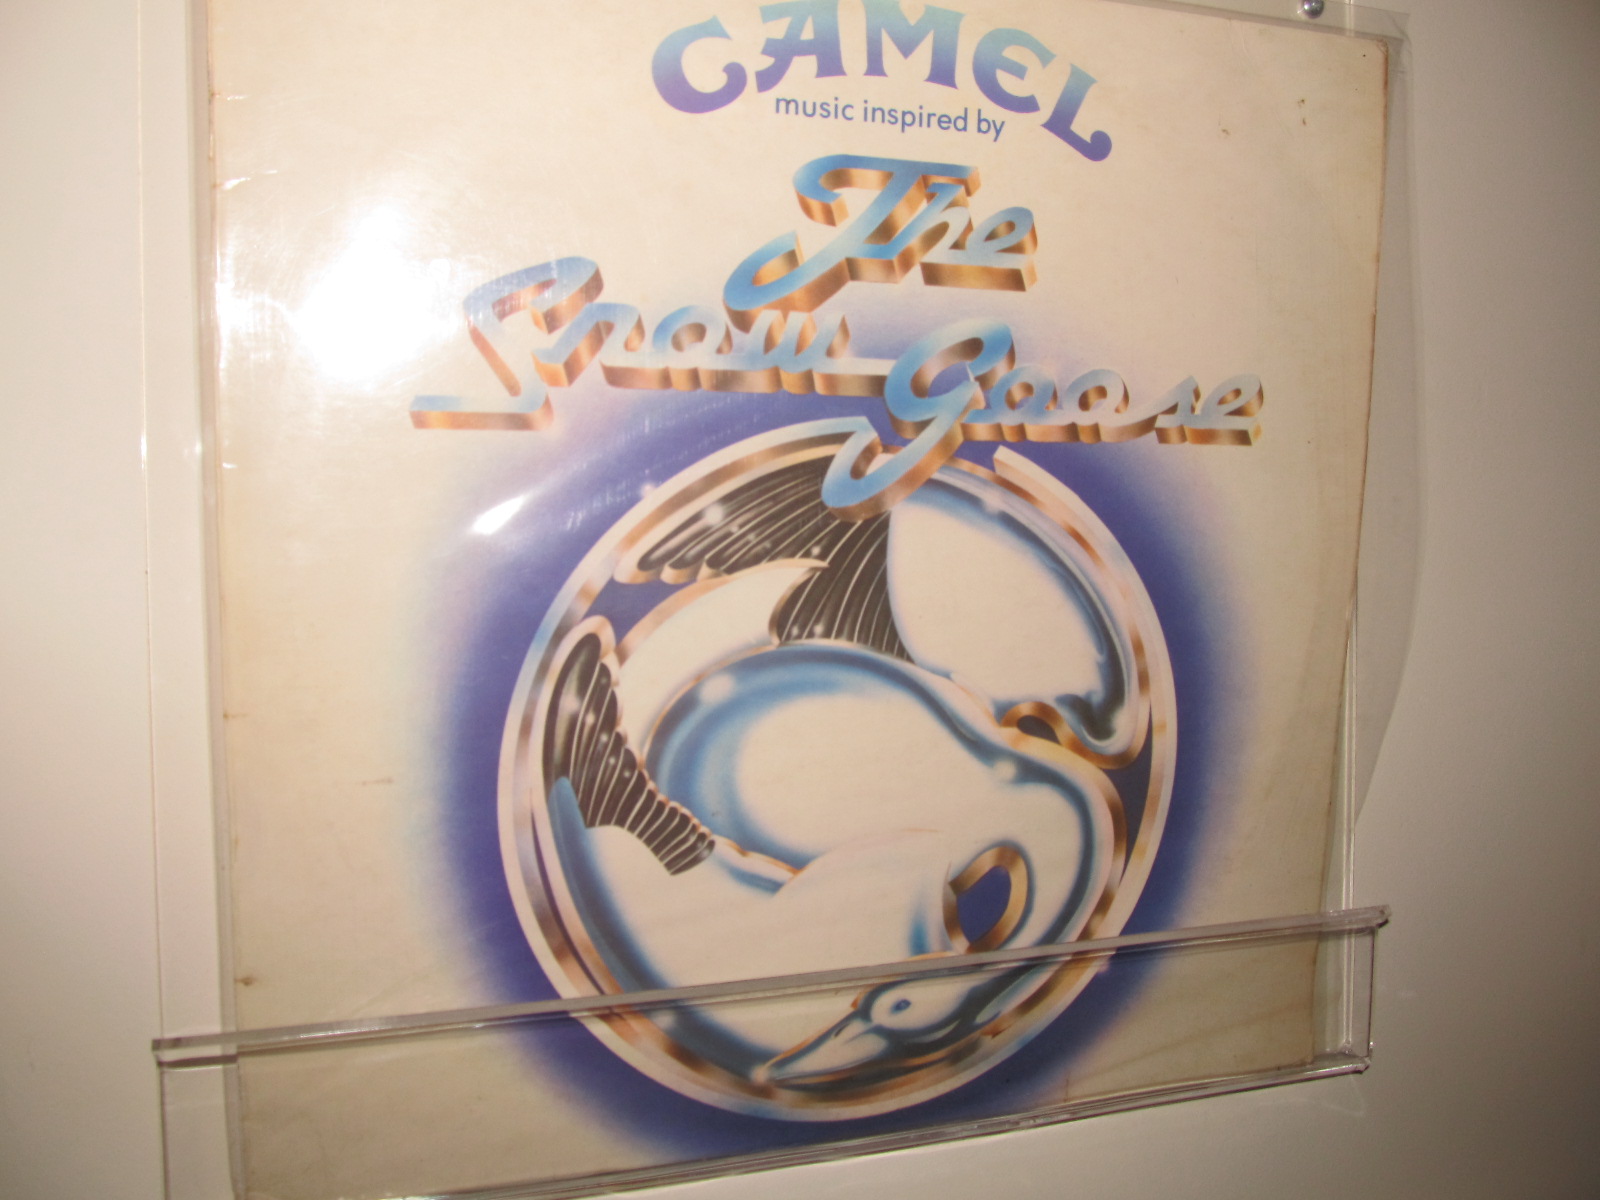 CAMEL
music inspired by
The
Snow Goose